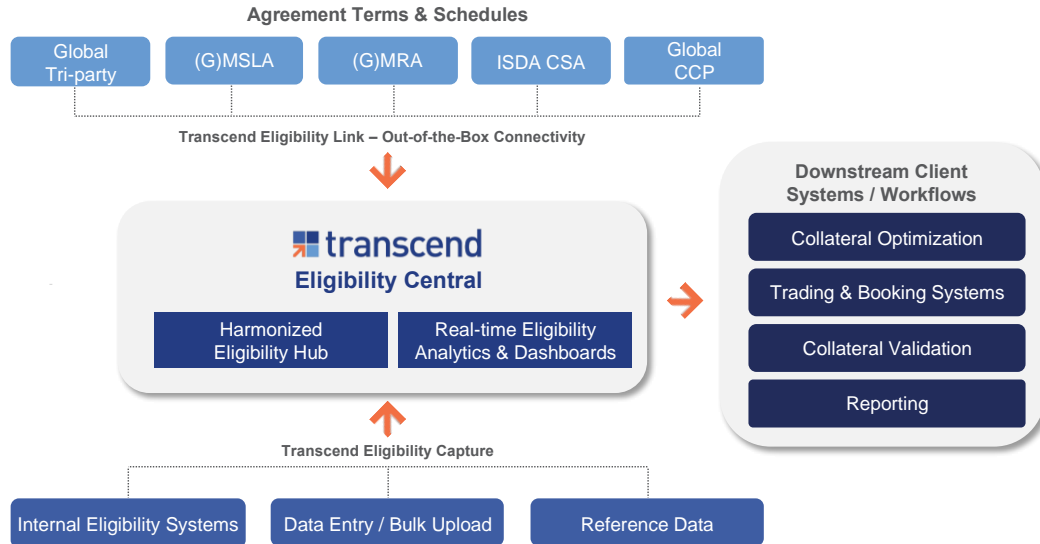 Agreement Terms & Schedules
Global
Tri-party
(G)MSLA
(G)MRA
ISDA CSA
Global
CCP
Transcend Eligibility Link – Out-of-the-Box Connectivity
transcend
Eligibility Central
Harmonized
Eligibility Hub
Real-time Eligibility
Analytics & Dashboards
Downstream Client
Systems / Workflows
Collateral Optimization
Trading & Booking Systems
Collateral Validation
Reporting
Transcend Eligibility Capture
Internal Eligibility Systems
Data Entry / Bulk Upload
Reference Data